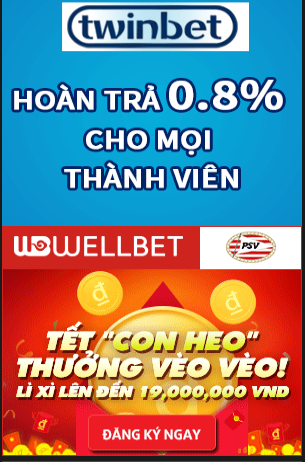 twinbet
HOÀN TRẢ 0.8%
CHO MỌI
THÀNH VIÊN
WELLBET
PSV
TẾT "CON HEO"
THƯỞNG VÈO VÈO!
LÌ XÌ LÊN ĐẾN 19,000,000 VND
ĐĂNG KÝ NGAY